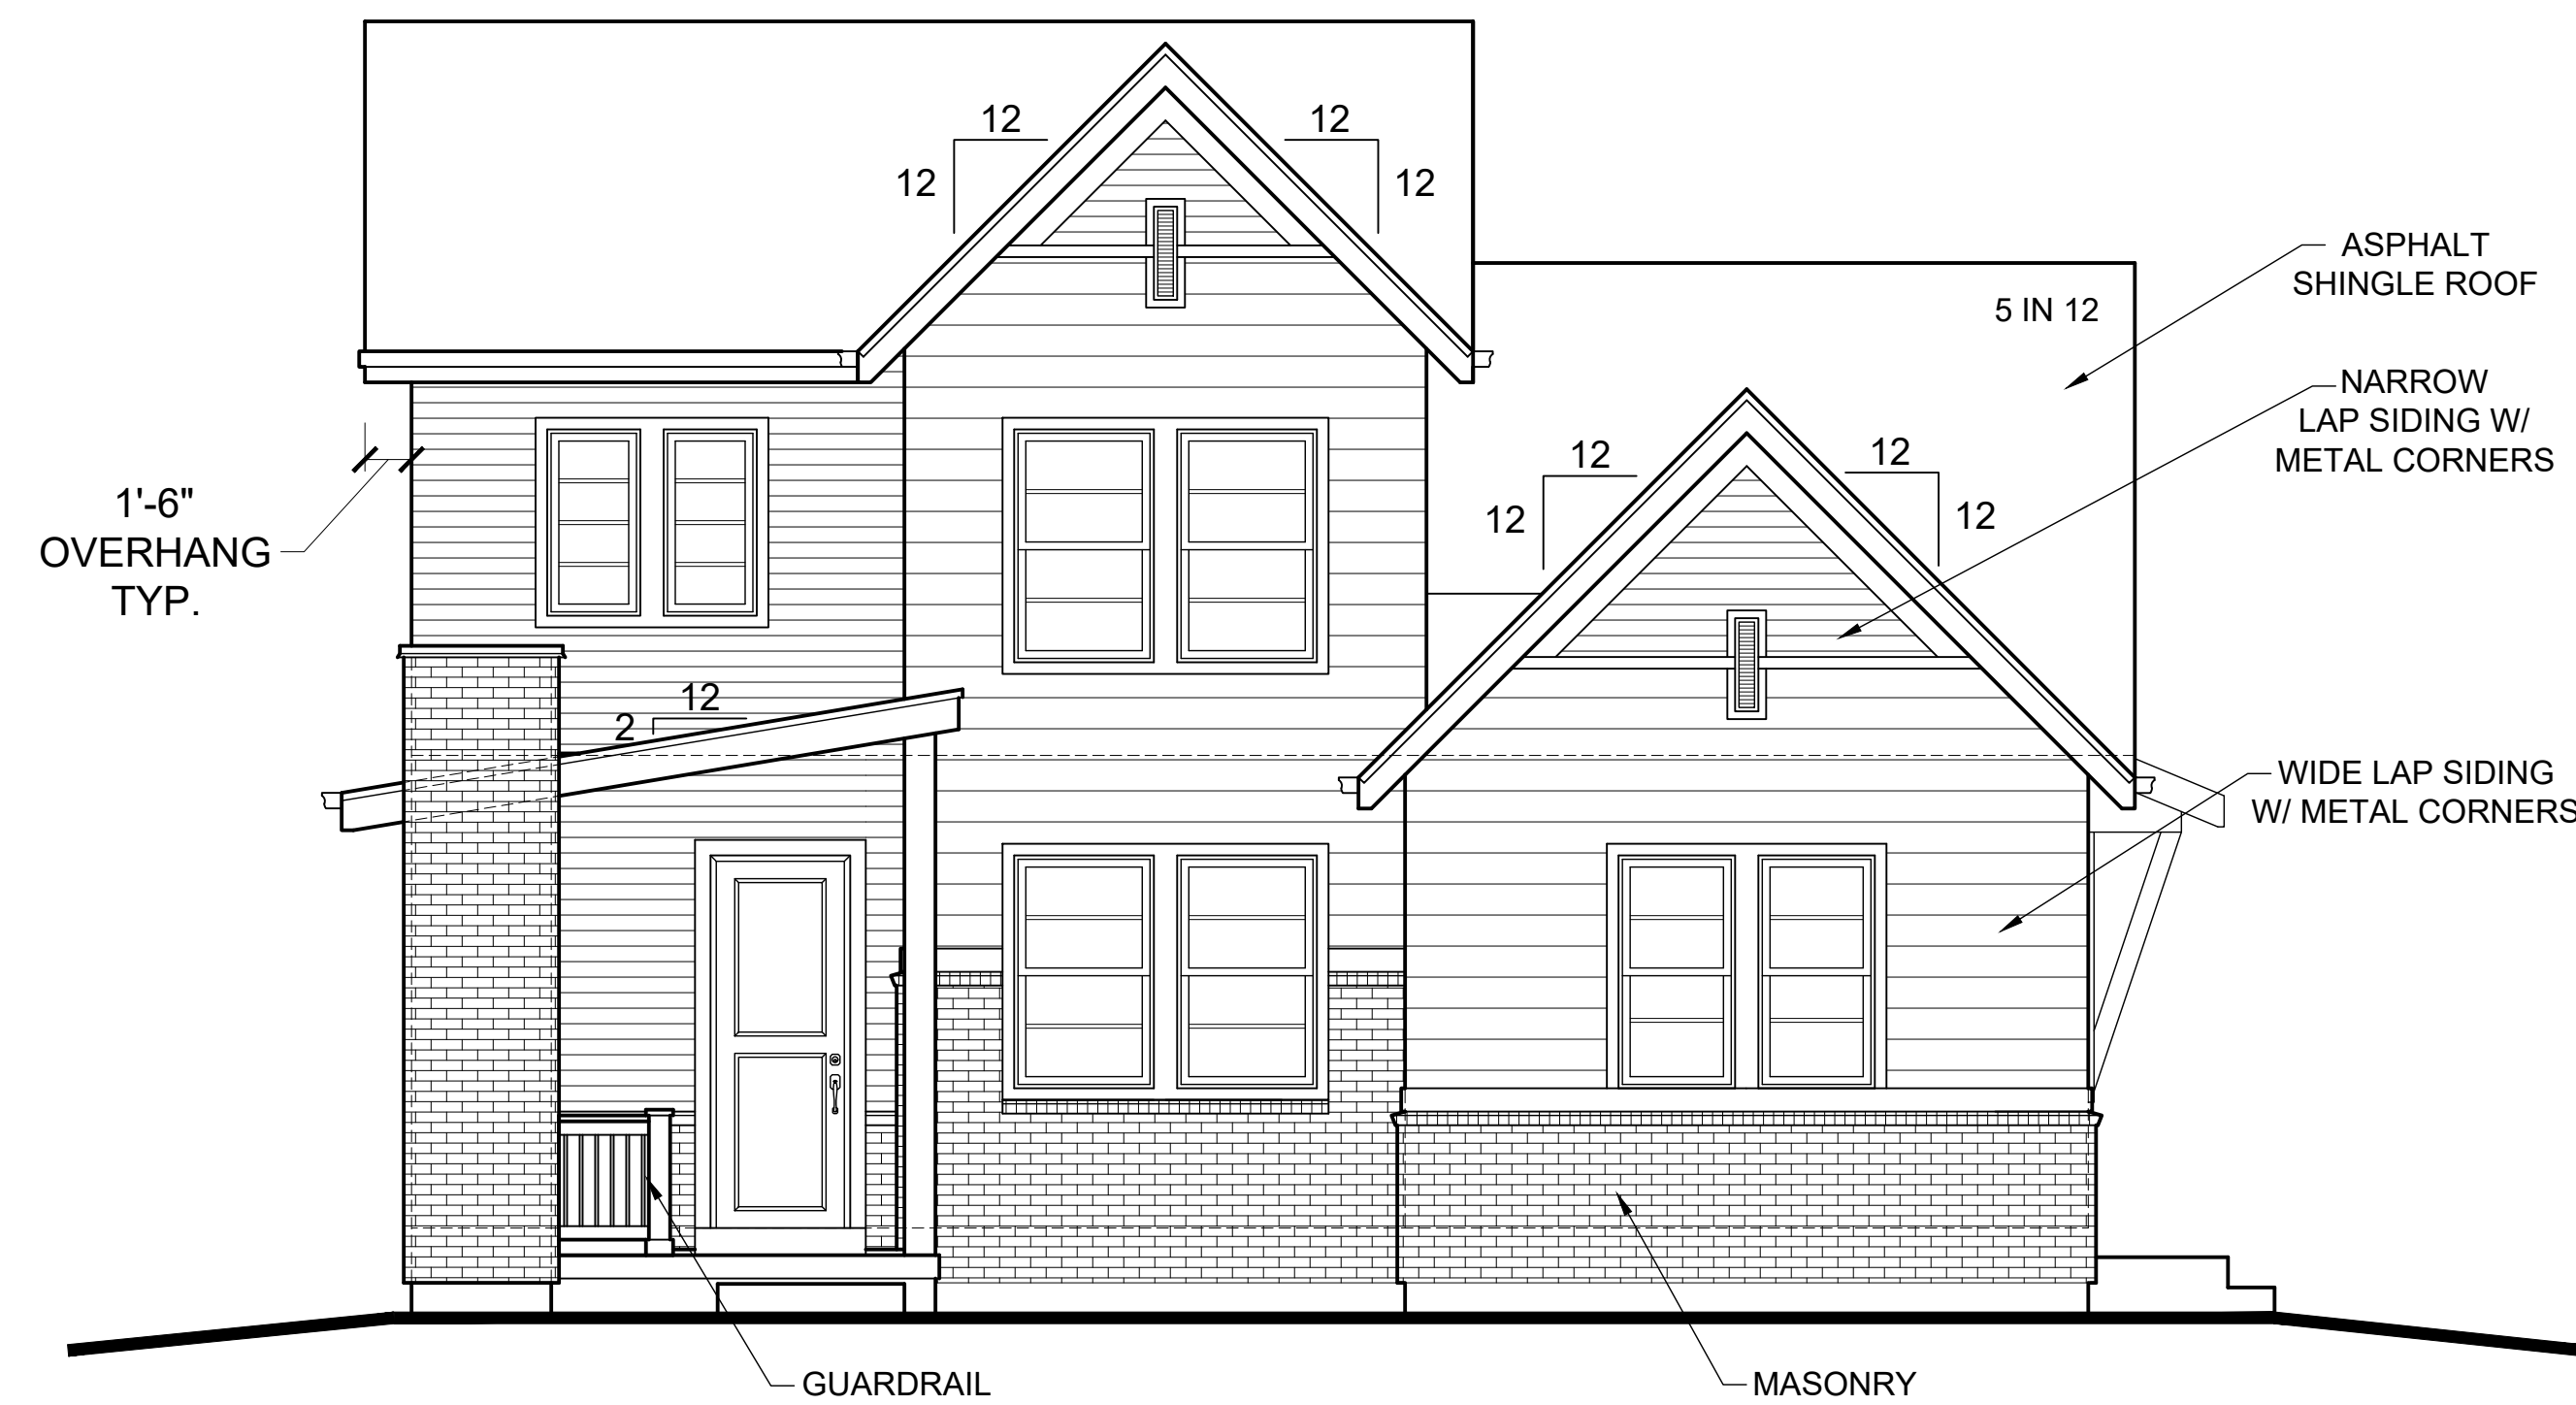 12
12
12
12
ASPHALT
SHINGLE ROOF
5 IN 12
NARROW
LAP SIDING W/
METAL CORNERS
12
12
12
12
1'-6"
OVERHANG
TYP.
12
2
WIDE LAP SIDING
W/ METAL CORNERS
GUARDRAIL
MASONRY